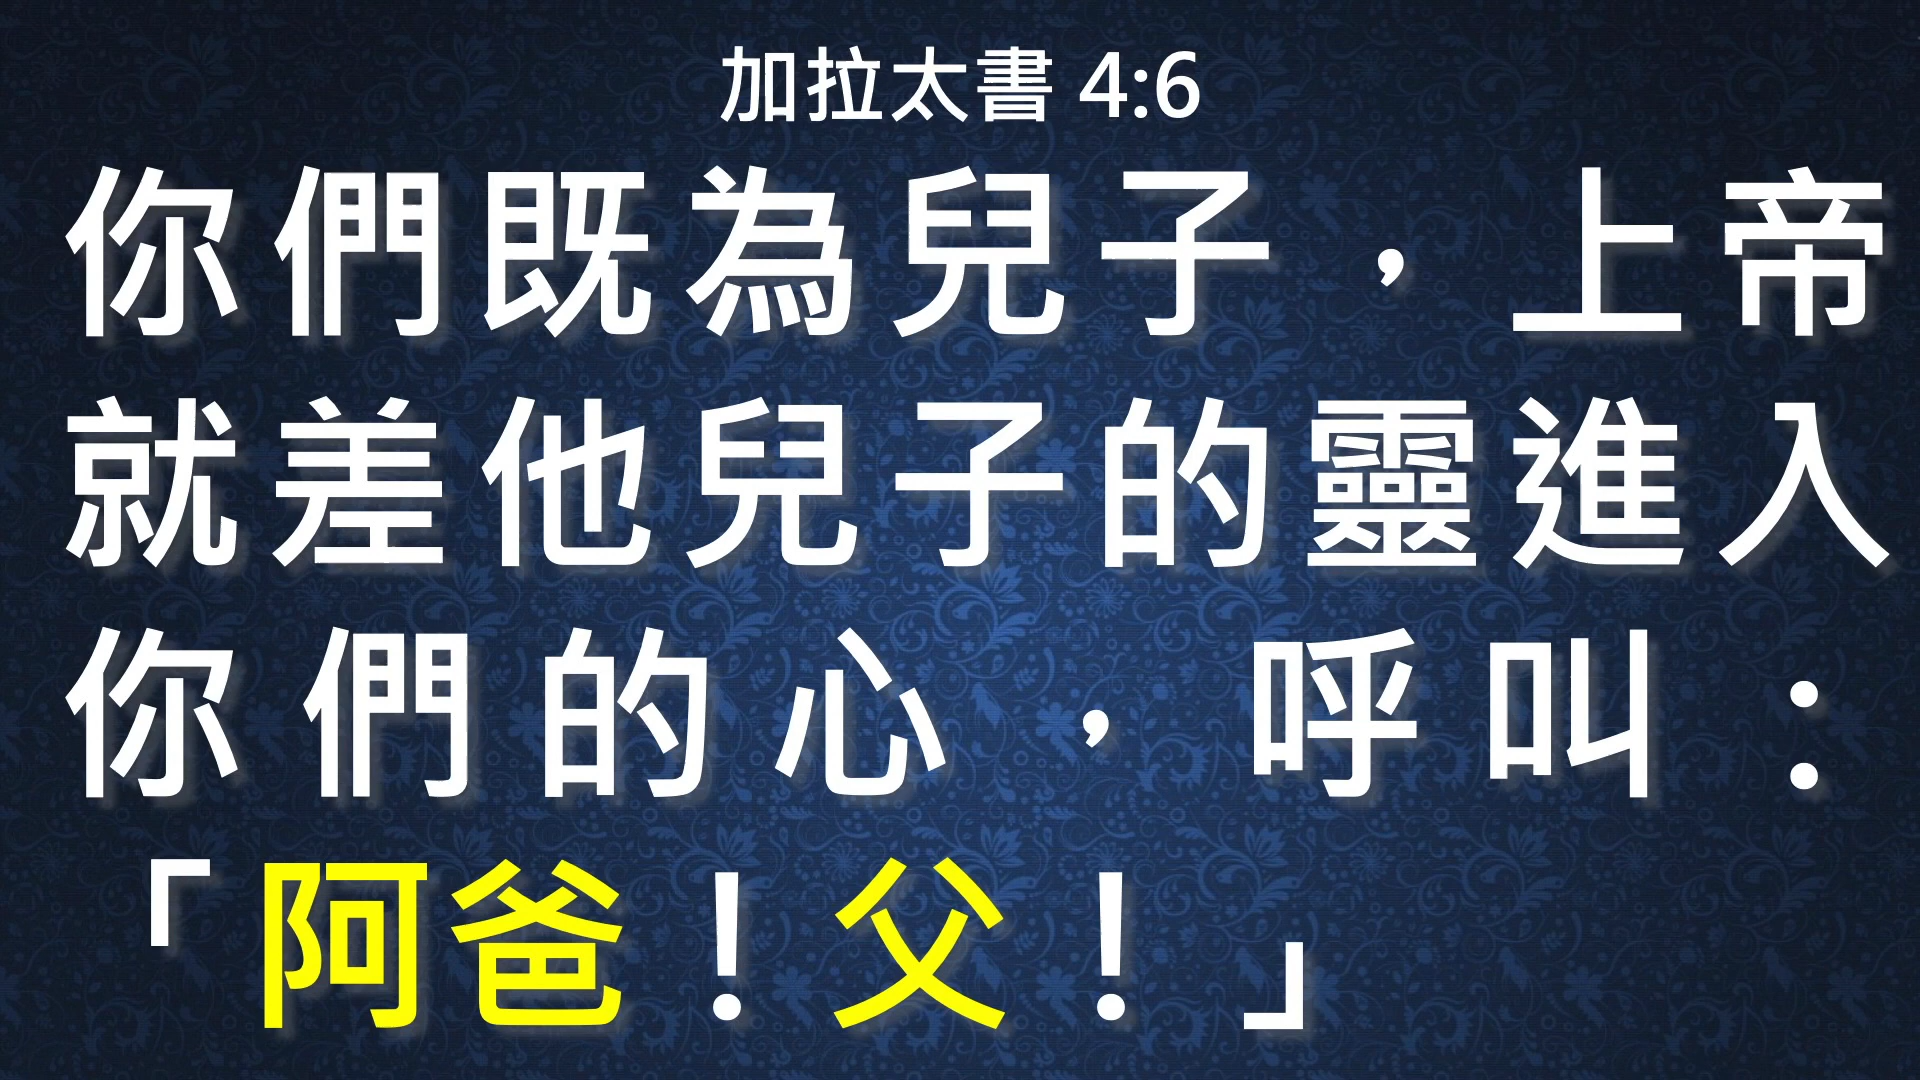 加拉太書 4:6
你們既為兒子，上帝
就差他兒子的靈進入
你們的心，呼叫：
「阿爸！父！」